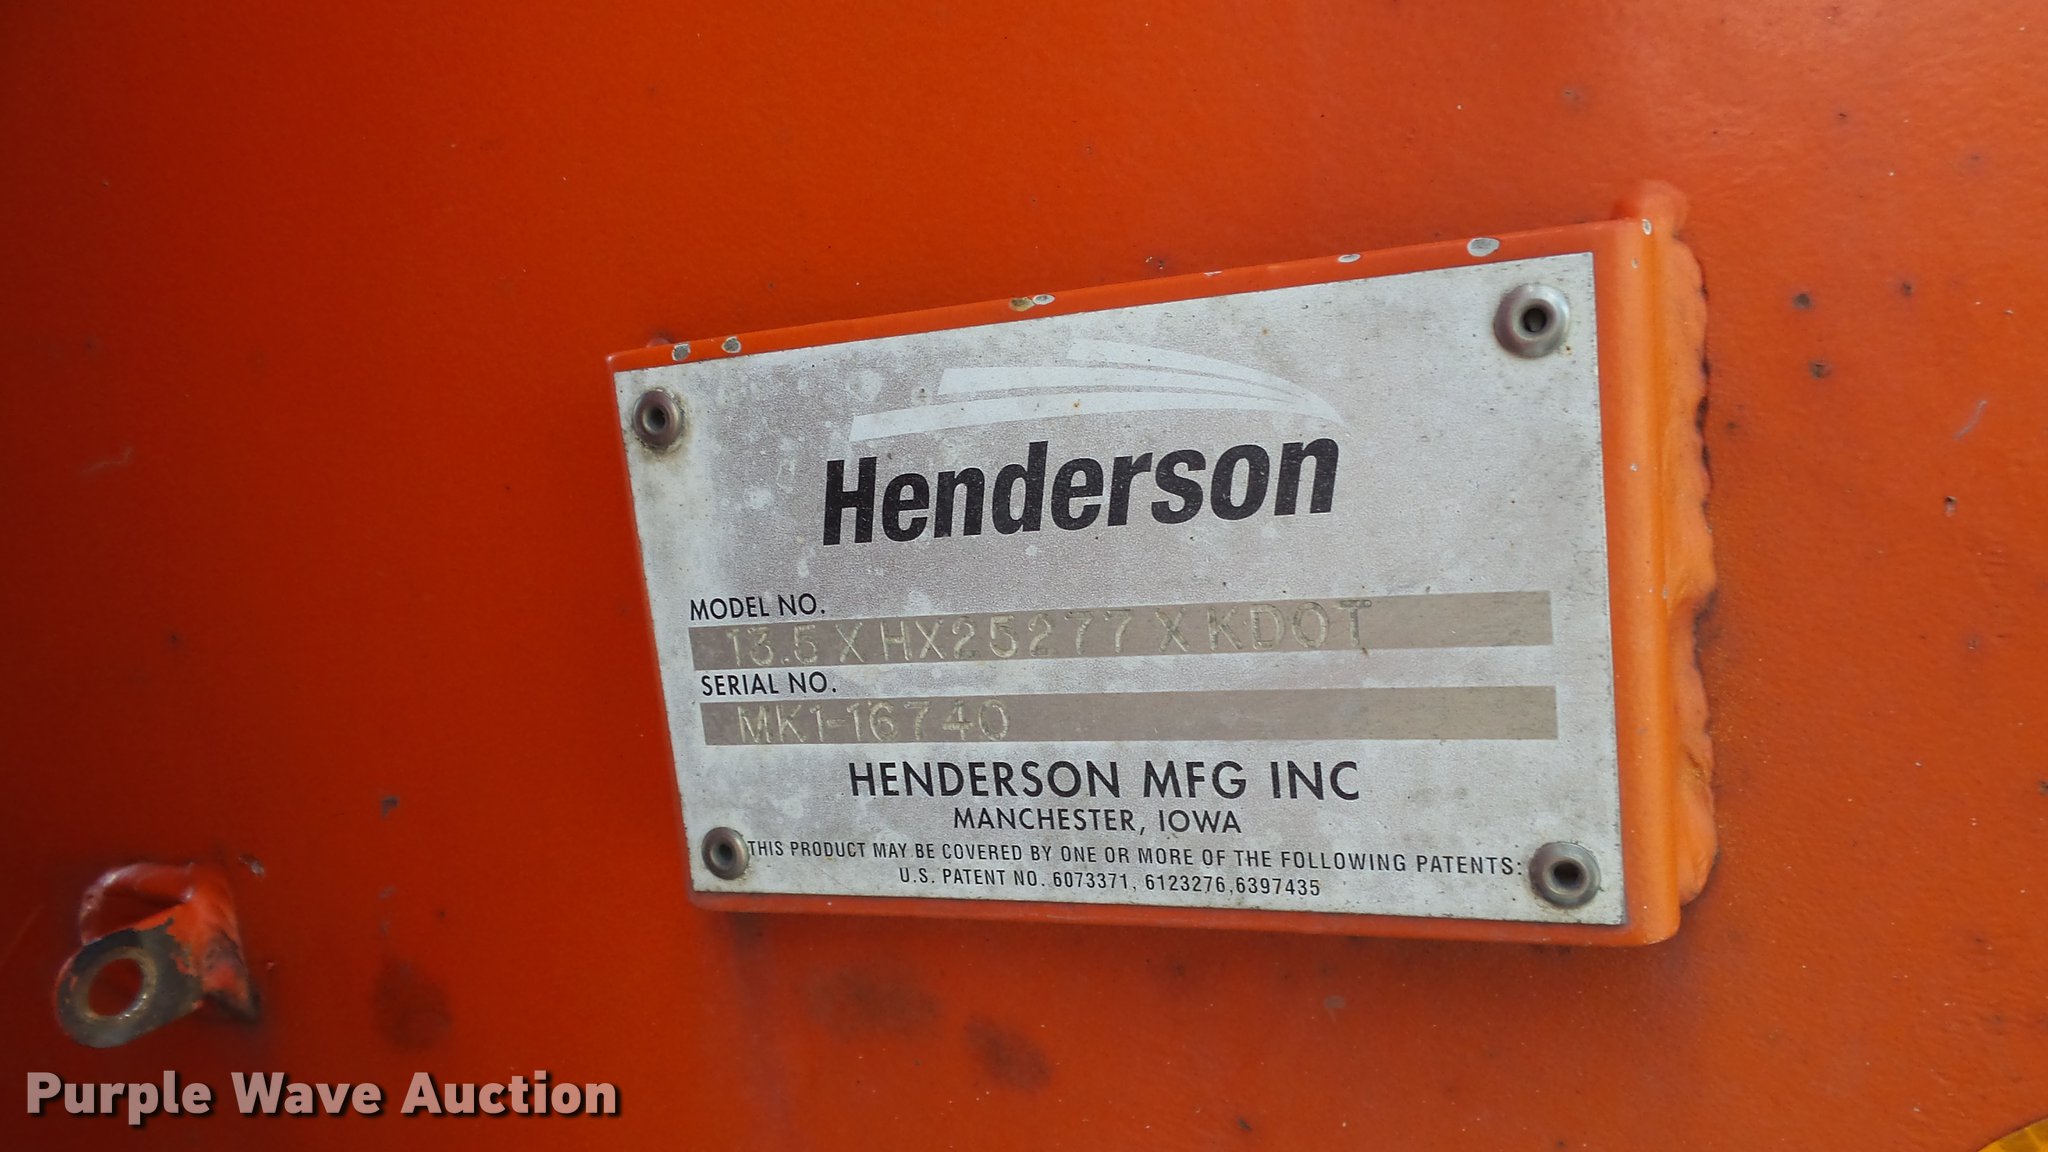 Henderson
MODEL NO.
13.5 X HX25277 X KDOT
SERIAL NO.
MK1-16740
HENDERSON MFG INC
MANCHESTER, IOWA
THIS PRODUCT MAY BE COVERED BY ONE OR MORE OF THE FOLLOWING PATENTS:
U.S. PATENT NO. 6073371, 6123276,6397435
Purple Wave Auction